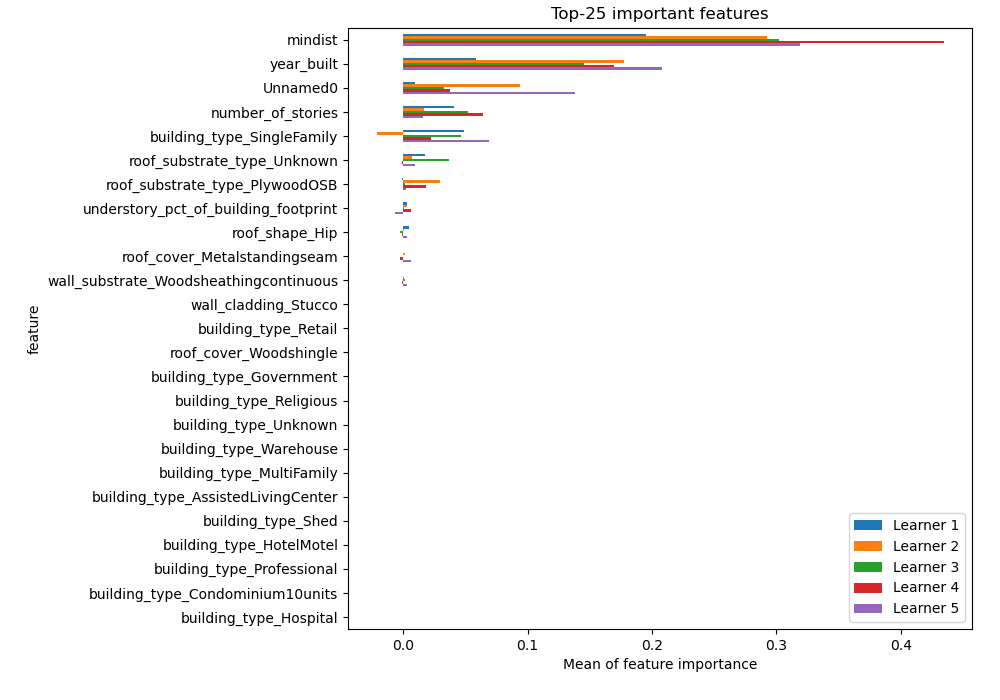 Top-25 important features
mindist
year_built
Unnamed0
number_of_stories
building_type_SingleFamily
roof_substrate_type_Unknown
roof_substrate_type_PlywoodOSB
understory_pct_of_building_footprint
roof_shape_Hip
roof_cover_Metalstandingseam
wall_substrate_Woodsheathingcontinuous
wall_cladding_Stucco
building_type_Retail
roof_cover_Woodshingle
building_type_Government
building_type_Religious
building_type_Unknown
building_type_Warehouse
building_type_MultiFamily
building_type_AssistedLivingCenter
building_type_Shed
building_type_HotelMotel
building_type_Professional
building_type_Condominium10units
building_type_Hospital
feature
Learner 1
Learner 2
Learner 3
Learner 4
Learner 5
0.0 0.1 0.2 0.3 0.4
Mean of feature importance